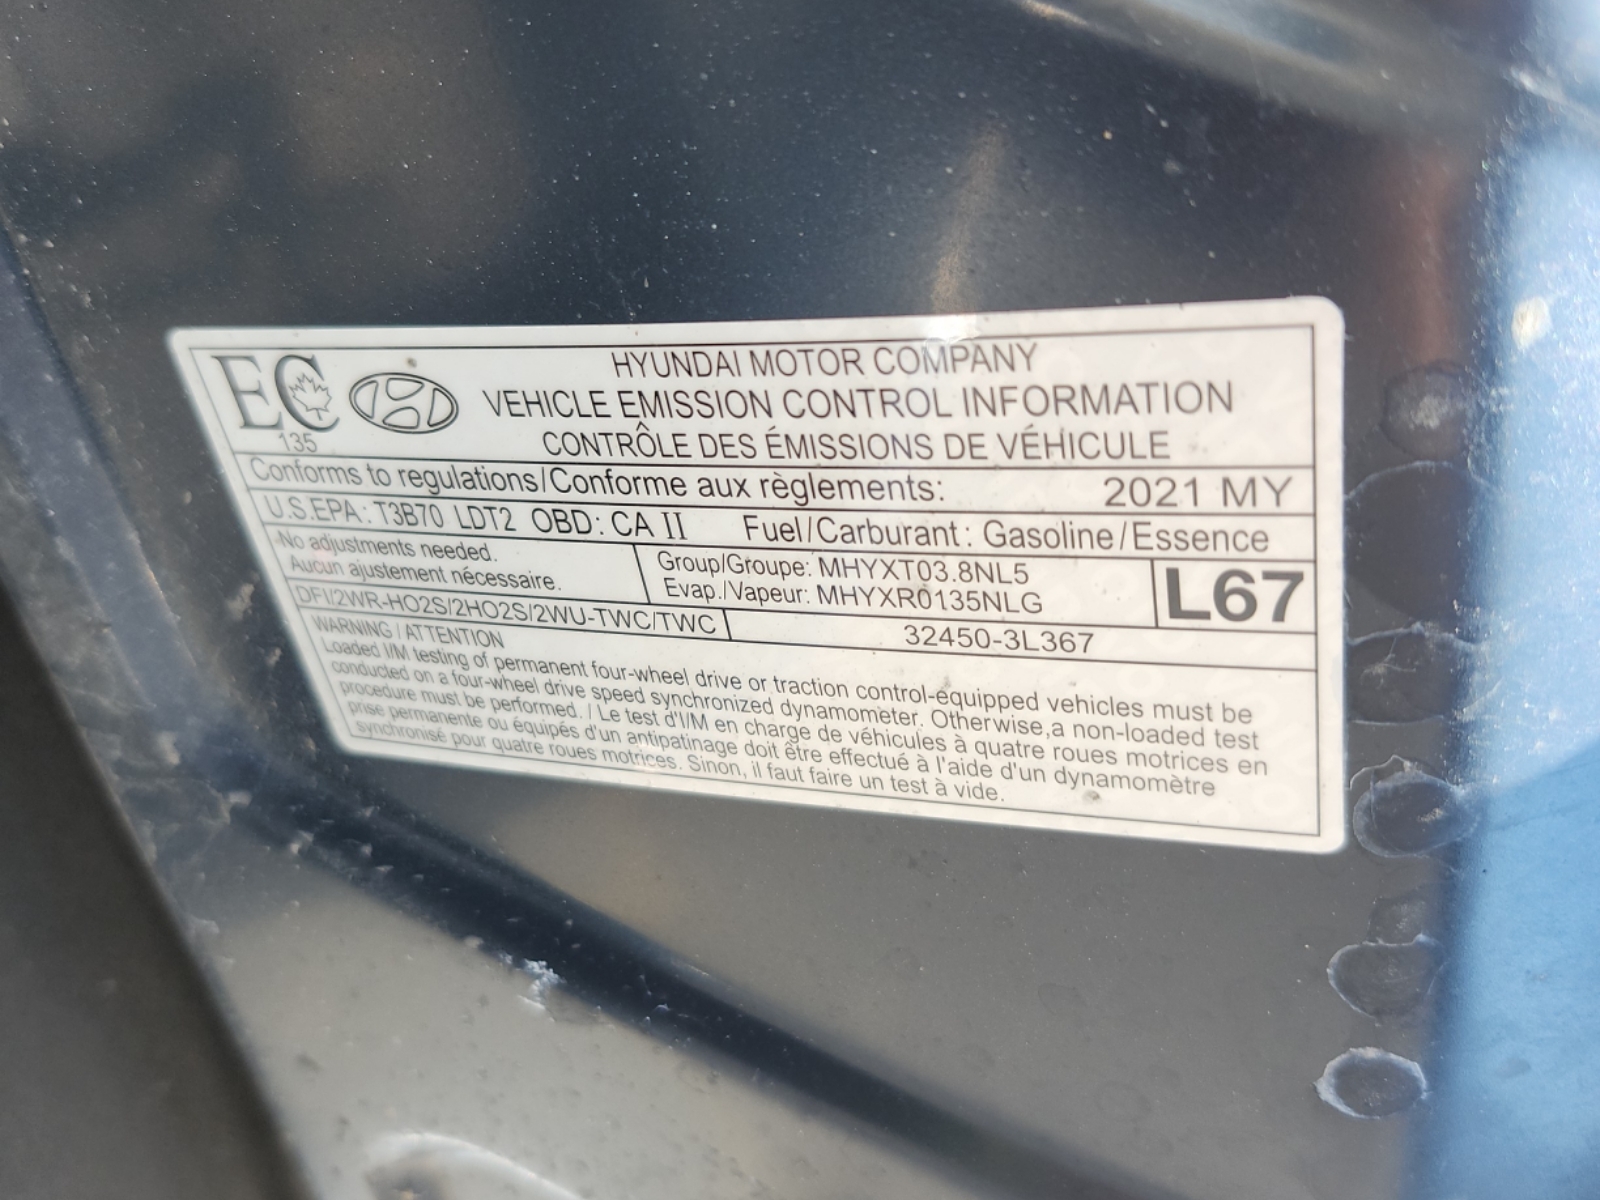 EC
135
HYUNDAI MOTOR COMPANY
VEHICLE EMISSION CONTROL INFORMATION
CONTRÔLE DES ÉMISSIONS DE VÉHICULE
Conforms to regulations/Conforme aux règlements: 2021 MY
U.S.EPA: T3B70 LDT2 OBD: CA II Fuel/Carburant: Gasoline/Essence
-No adjustments needed.
Aucun ajustement nécessaire.
Group/Groupe: MHYXT03.8NL5
Evap./Vapeur: MHYXR0135NLG
L67
DFI/2WR-HO2S/2HO2S/2WU-TWC/TWC
32450-3L367
WARNING / ATTENTION
Loaded I/M testing of permanent four-wheel drive or traction control-equipped vehicles must be
conducted on a four-wheel drive speed synchronized dynamometer. Otherwise,a non-loaded test
procedure must be performed. / Le test d'I/M en charge de véhicules à quatre roues motrices en
prise permanente ou équipés d'un antipatinage doit être effectué à l'aide d'un dynamomètre
synchronisé pour quatre roues motrices. Sinon, il faut faire un test à vide.